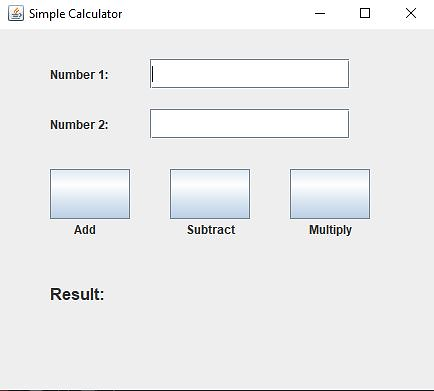 Simple Calculator
Number 1:
Number 2:
Add Subtract Multiply
Result: